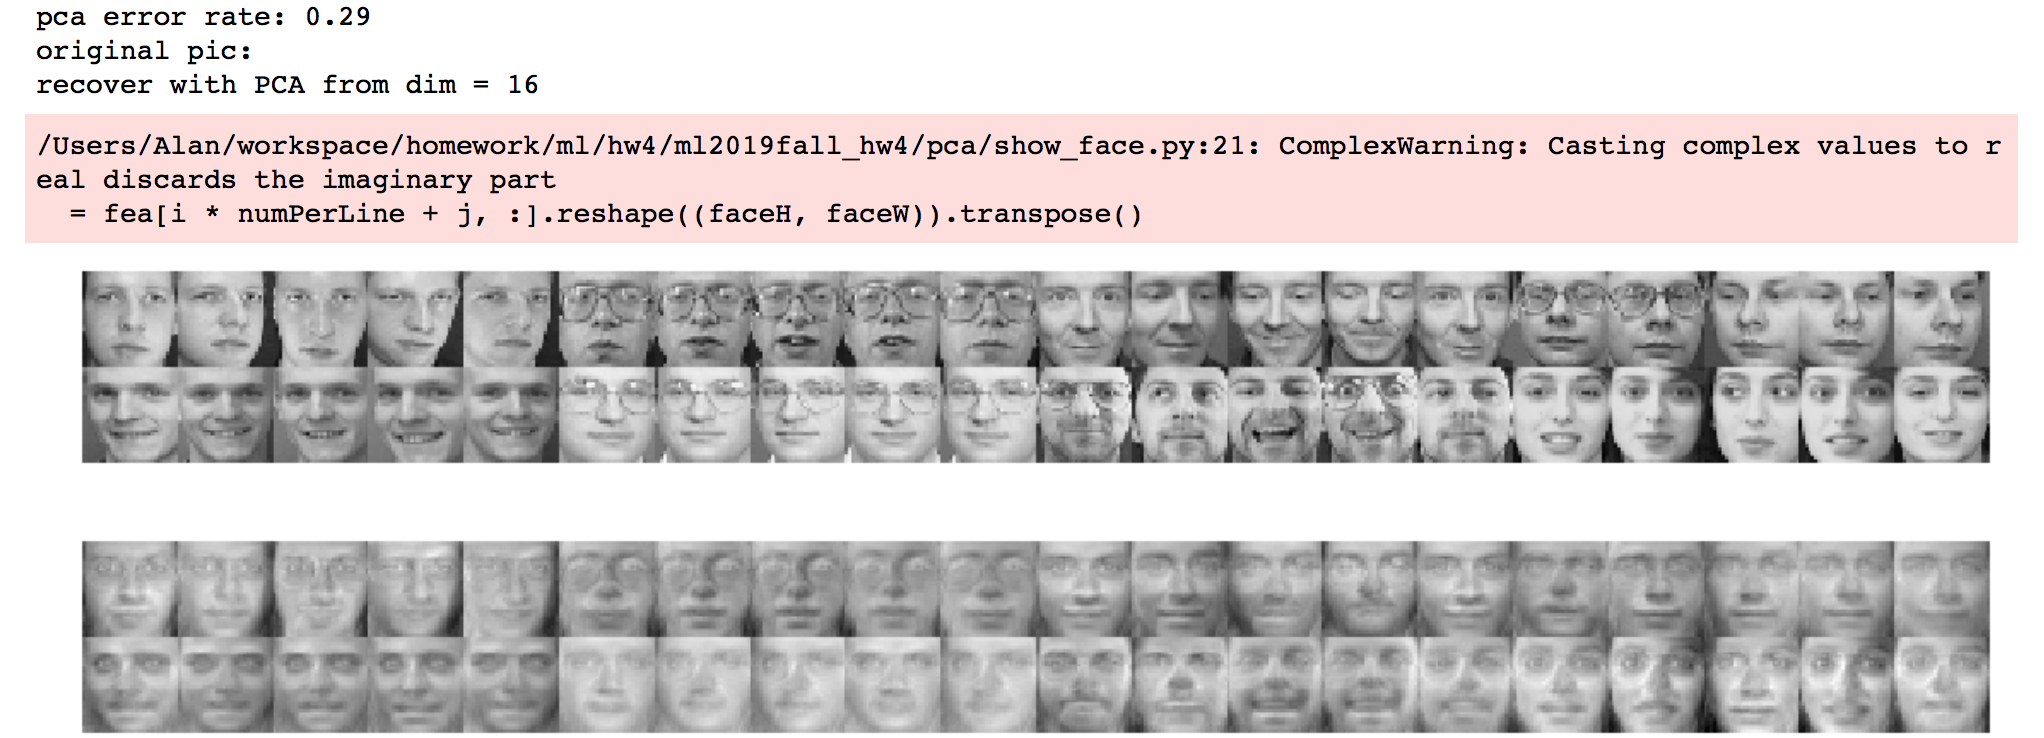 pca error rate: 0.29
original pic:
recover with PCA from dim = 16
/Users/Alan/workspace/homework/ml/hw4/ml2019fall_hw4/pca/show_face.py:21: ComplexWarning: Casting complex values to r
eal discards the imaginary part
  = fea[i * numPerLine + j, :].reshape((faceH, faceW)).transpose()